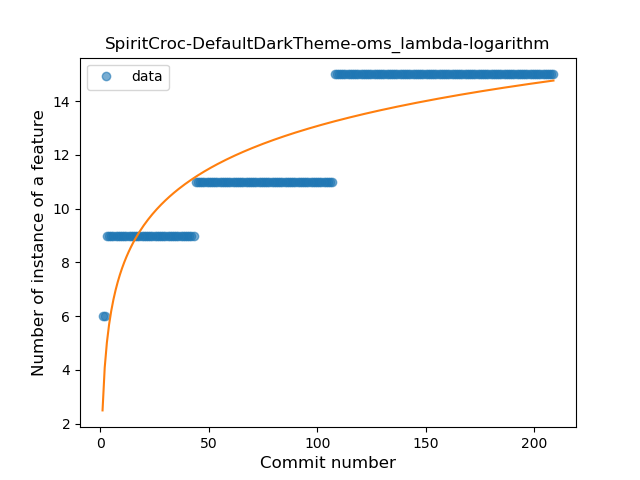 SpiritCroc-DefaultDarkTheme-oms_lambda-logarithm
data
Number of instance of a feature
14
12
10
8
6
4
2
0 50 100 150 200
Commit number